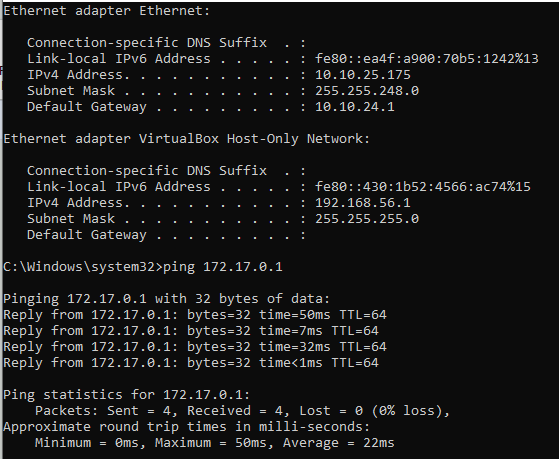 Ethernet adapter Ethernet:
Connection-specific DNS Suffix  . :
Link-local IPv6 Address . . . . . : fe80::ea4f:a900:70b5:1242%13
IPv4 Address. . . . . . . . . . . : 10.10.25.175
Subnet Mask . . . . . . . . . . . : 255.255.248.0
Default Gateway . . . . . . . . . : 10.10.24.1
Ethernet adapter VirtualBox Host-Only Network:
Connection-specific DNS Suffix  . :
Link-local IPv6 Address . . . . . : fe80::430:1b52:4566:ac74%15
IPv4 Address. . . . . . . . . . . : 192.168.56.1
Subnet Mask . . . . . . . . . . . : 255.255.255.0
Default Gateway . . . . . . . . . :
C:\Windows\system32>ping 172.17.0.1
Pinging 172.17.0.1 with 32 bytes of data:
Reply from 172.17.0.1: bytes=32 time=50ms TTL=64
Reply from 172.17.0.1: bytes=32 time=7ms TTL=64
Reply from 172.17.0.1: bytes=32 time=32ms TTL=64
Reply from 172.17.0.1: bytes=32 time<1ms TTL=64
Ping statistics for 172.17.0.1:
Packets: Sent = 4, Received = 4, Lost = 0 (0% loss),
Approximate round trip times in milli-seconds:
Minimum = 0ms, Maximum = 50ms, Average = 22ms